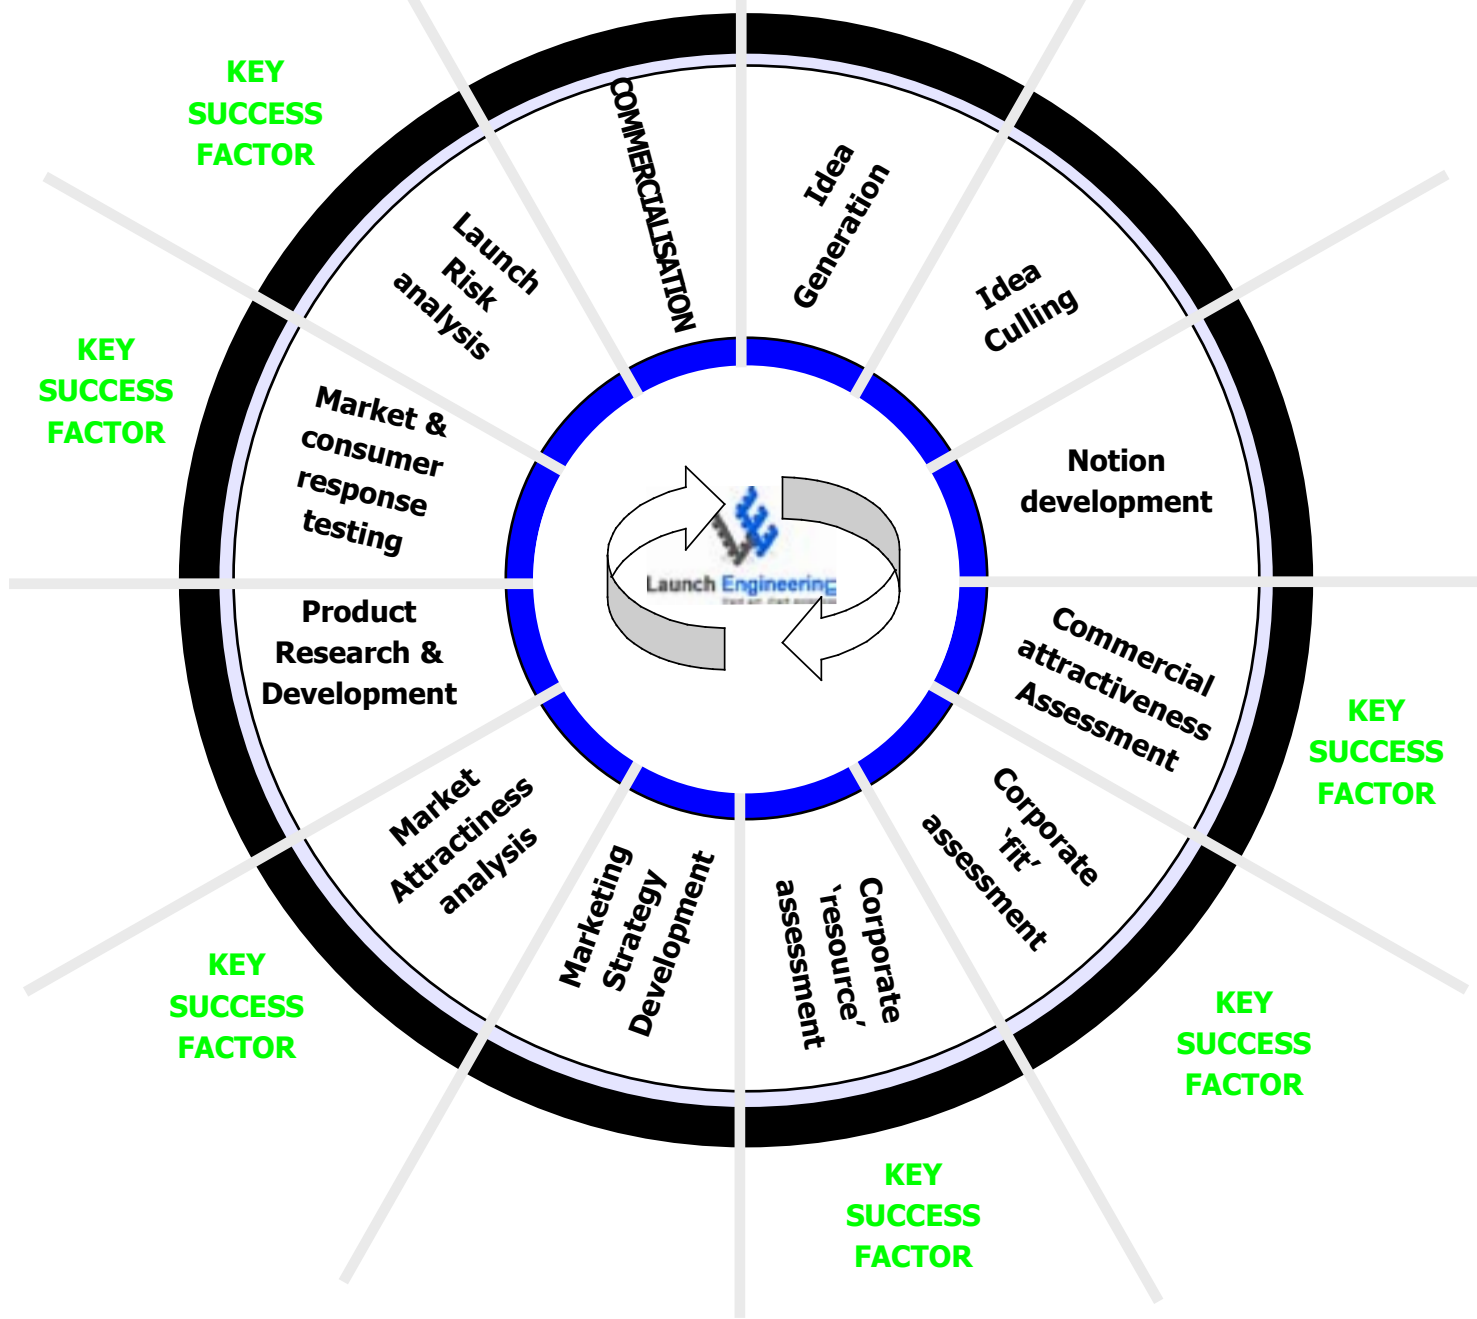 Idea
Generation
Idea
Culling
Notion
development
Commercial
attractiveness
Assessment
KEY
SUCCESS
FACTOR
Corporate
‘fit’
assessment
KEY
SUCCESS
FACTOR
Corporate
‘resource’
assessment
KEY
SUCCESS
FACTOR
Marketing
Strategy
Development
Market
Attractiness
analysis
KEY
SUCCESS
FACTOR
Product
Research &
Development
Market &
consumer
response
testing
KEY
SUCCESS
FACTOR
Launch
Risk
analysis
KEY
SUCCESS
FACTOR
COMMERCIALISATION
Launch Engineering